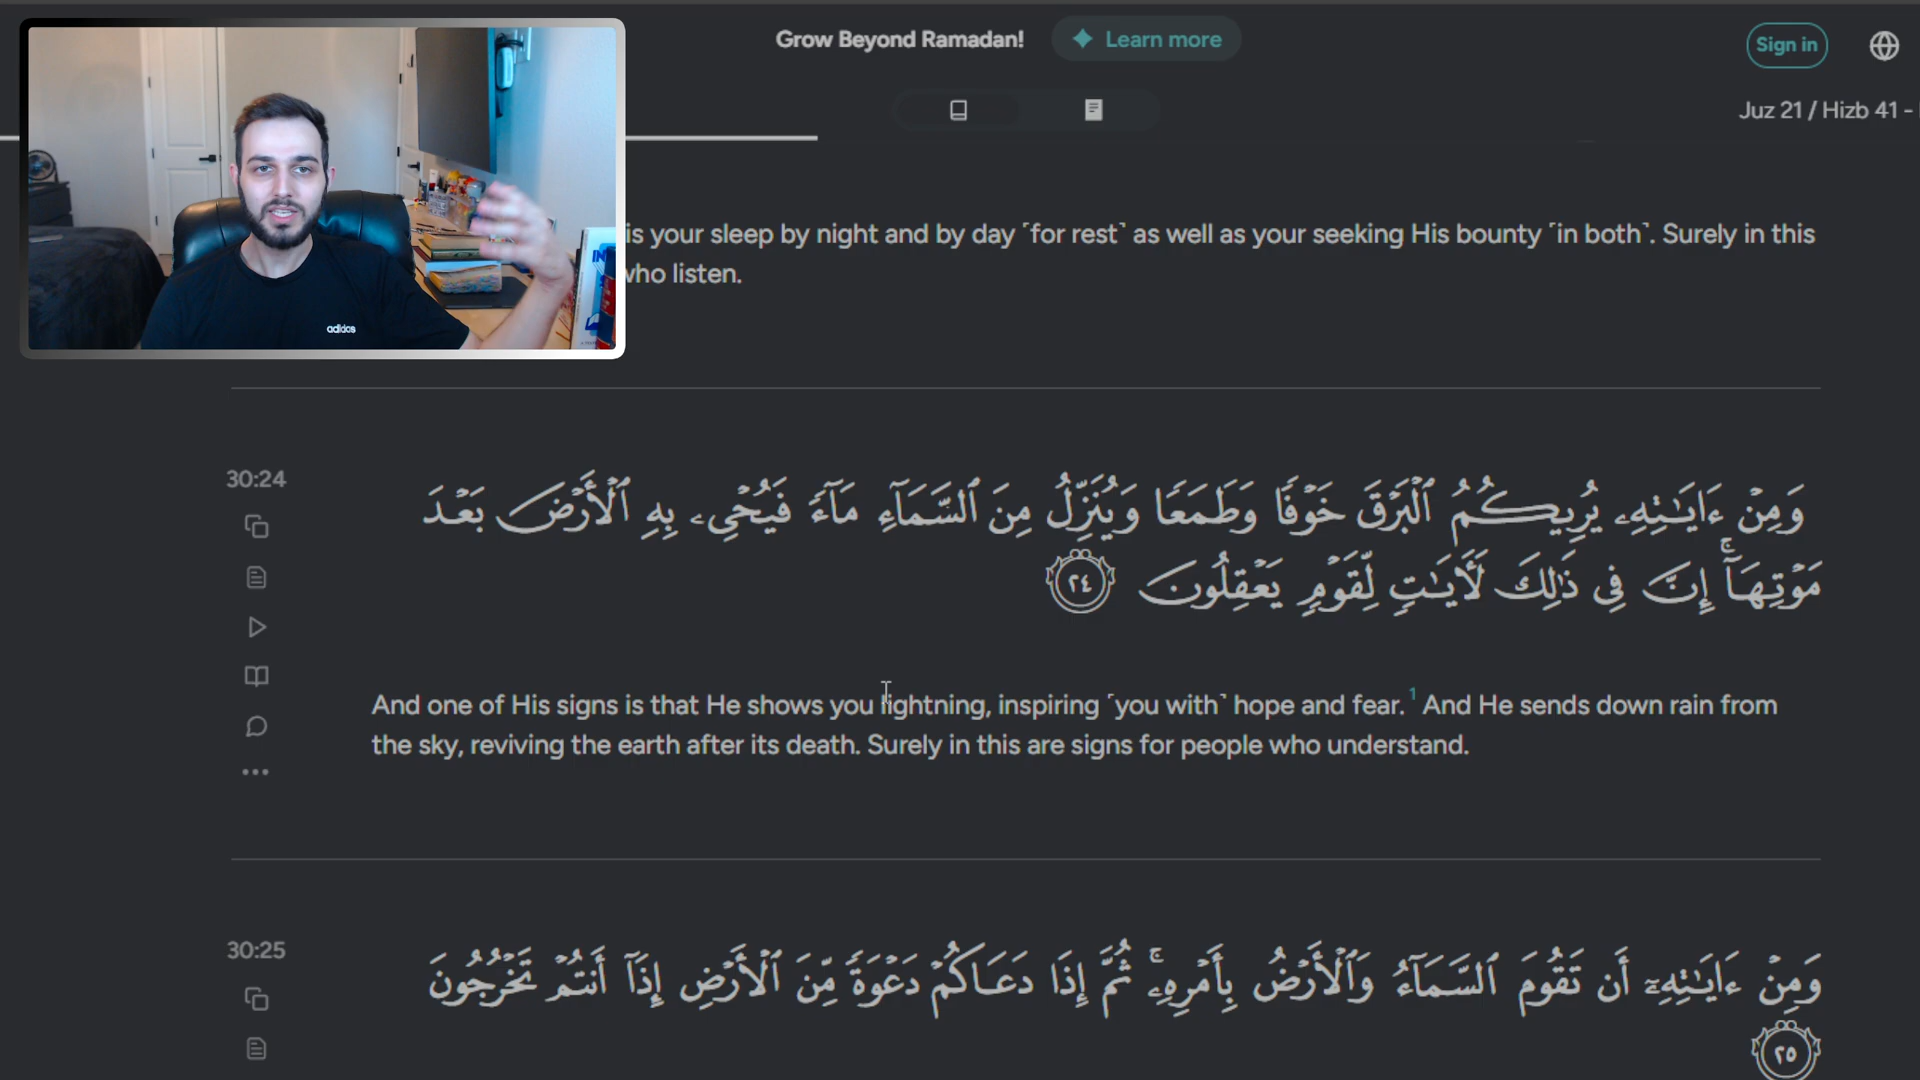 Grow Beyond Ramadan!
Learn more
Sign in
Juz 21 / Hizb 41 -
adidas
is your sleep by night and by day ˹for rest˺ as well as your seeking His bounty ˹in both˺. Surely in this
who listen.
30:24
وَمِنْ ءَايَـٰتِهِۦ يُرِيكُمُ ٱلْبَرْقَ خَوْفًا وَطَمَعًا وَيُنَزِّلُ مِنَ ٱلسَّمَآءِ مَآءً فَيُحْىِۦ بِهِ ٱلْأَرْضَ بَعْدَ
مَوْتِهَآ ۚ إِنَّ فِى ذَٰلِكَ لَـَٔايَـٰتٍ لِّقَوْمٍ يَعْقِلُونَ ٢٤
And one of His signs is that He shows you lightning, inspiring ˹you with˺ hope and fear. 1 And He sends down rain from
the sky, reviving the earth after its death. Surely in this are signs for people who understand.
30:25
وَمِنْ ءَايَـٰتِهِۦٓ أَن تَقُومَ ٱلسَّمَآءُ وَٱلْأَرْضُ بِأَمْرِهِۦ ۚ ثُمَّ إِذَا دَعَاكُمْ دَعْوَةً مِّنَ ٱلْأَرْضِ إِذَآ أَنتُمْ تَخْرُجُونَ
٢٥